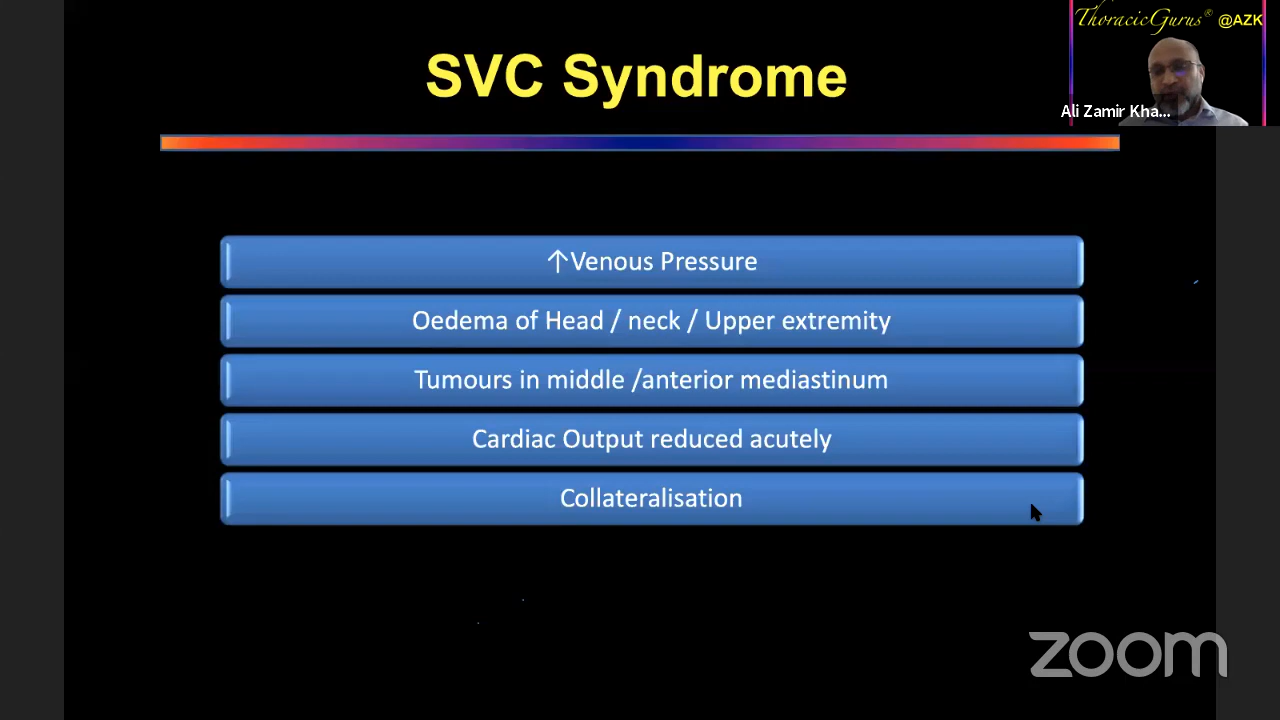 ThoracicGurus® @AZK
Ali Zamir Kha...
SVC Syndrome
↑Venous Pressure
Oedema of Head / neck / Upper extremity
Tumours in middle /anterior mediastinum
Cardiac Output reduced acutely
Collateralisation
zoom